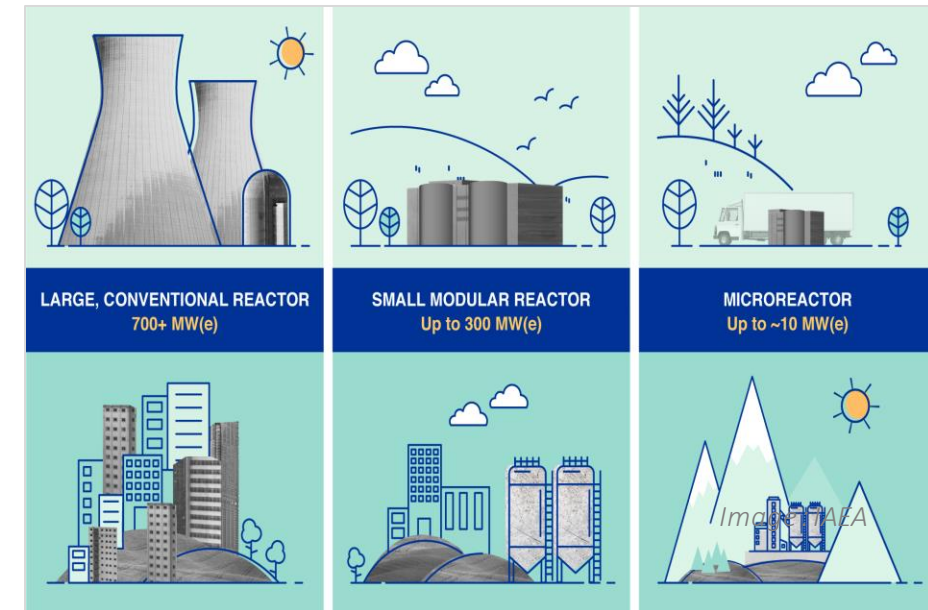 LARGE, CONVENTIONAL REACTOR
700+ MW(e)
SMALL MODULAR REACTOR
Up to 300 MW(e)
MICROREACTOR
Up to ~10 MW(e)
Image: IAEA